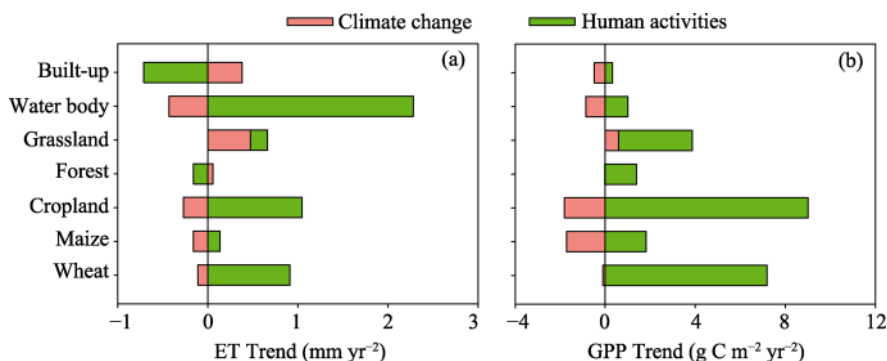 Climate change
Human activities
(a)
(b)
Built-up
Water body
Grassland
Forest
Cropland
Maize
Wheat
−1 0 1 2 3
−4 0 4 8 12
ET Trend (mm yr⁻²)
GPP Trend (g C m⁻² yr⁻²)